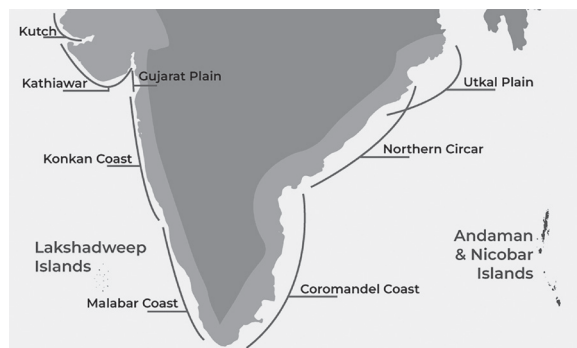 Kutch
Kathiawar
Gujarat Plain
Utkal Plain
Northern Circar
Konkan Coast
Lakshadweep
Islands
Andaman
& Nicobar
Islands
Malabar Coast
Coromandel Coast